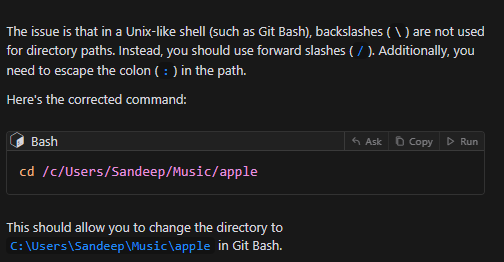 The issue is that in a Unix-like shell (such as Git Bash), backslashes ( \ ) are not used
for directory paths. Instead, you should use forward slashes ( / ). Additionally, you
need to escape the colon ( : ) in the path.
Here's the corrected command:
Bash Ask Copy Run
cd /c/Users/Sandeep/Music/apple
This should allow you to change the directory to
C:\Users\Sandeep\Music\apple in Git Bash.